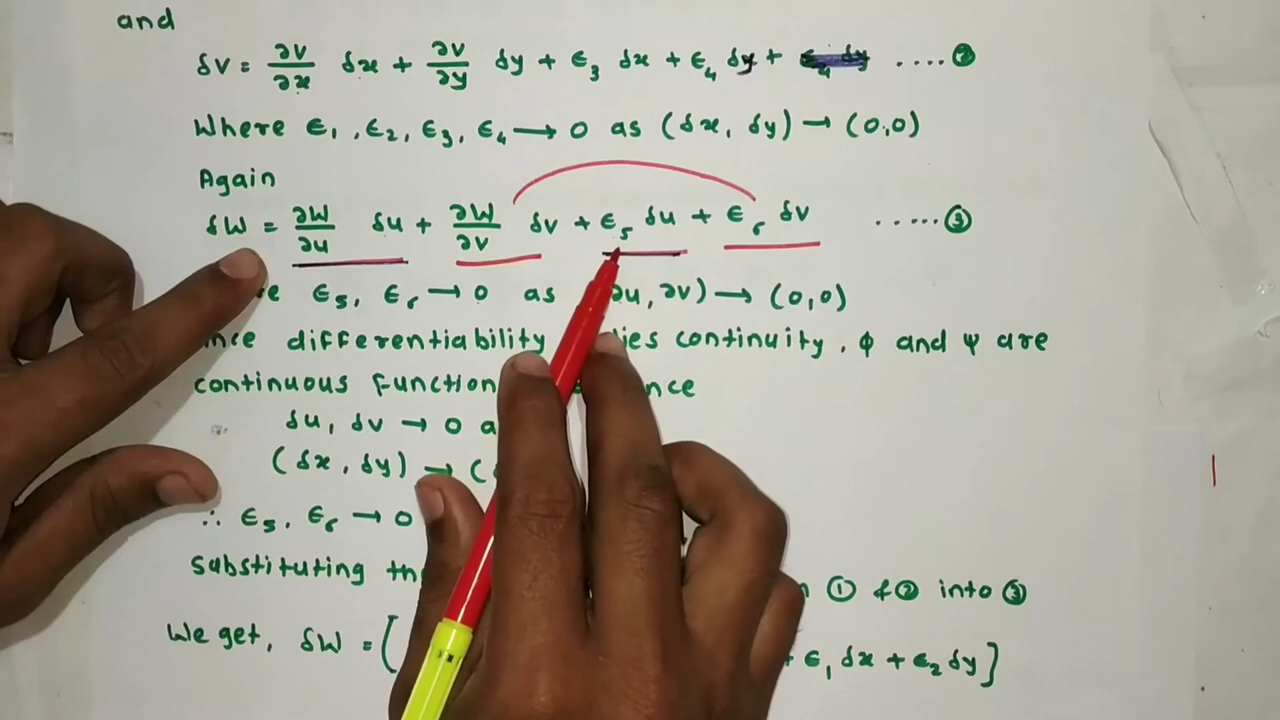 and
δv = ∂v/∂x δx + ∂v/∂y δy + ϵ₃ δx + ϵ₄ δy + ....②
Where ϵ₁, ϵ₂, ϵ₃, ϵ₄ → 0 as (δx, δy) → (0,0)
Again
δW = ∂W/∂u δu + ∂W/∂v δv + ϵ₅ δu + ϵ₆ δv .....③
ϵ₅, ϵ₆ → 0 as ∂u, ∂v) → (0,0)
differentiability continuity. φ and ψ are
continuous
δu, δv → 0
(δx, δy) → (
∴ ϵ₅, ϵ₆ → 0
substituting ① & ② into ③
We get, δW = [ + ϵ₁ δx + ϵ₂ δy]